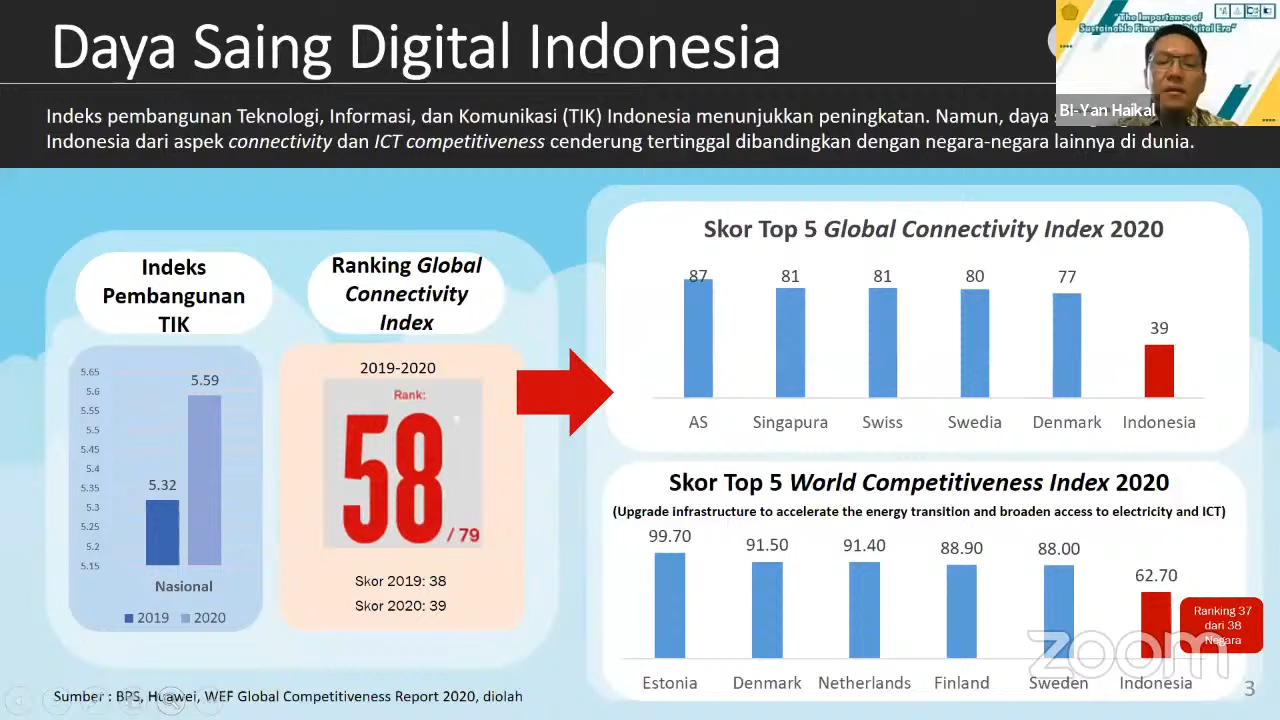 Daya Saing Digital Indonesia
"The Importance of
Sustainable Finance Digital Era"
BI-Yan Haikal
Indeks pembangunan Teknologi, Informasi, dan Komunikasi (TIK) Indonesia menunjukkan peningkatan. Namun, daya
Indonesia dari aspek connectivity dan ICT competitiveness cenderung tertinggal dibandingkan dengan negara-negara lainnya di dunia.
Indeks
Pembangunan
TIK
5.65
5.6
5.55
5.5
5.45
5.4
5.35
5.3
5.25
5.2
5.15
5.32
5.59
Nasional
2019 2020
Ranking Global
Connectivity
Index
2019-2020
Rank:
58
/ 79
Skor 2019: 38
Skor 2020: 39
Skor Top 5 Global Connectivity Index 2020
87 81 81 80 77 39
AS Singapura Swiss Swedia Denmark Indonesia
Skor Top 5 World Competitiveness Index 2020
(Upgrade infrastructure to accelerate the energy transition and broaden access to electricity and ICT)
99.70 91.50 91.40 88.90 88.00 62.70
Ranking 37
dari 38
Negara
Estonia Denmark Netherlands Finland Sweden Indonesia
zoom
Sumber : BPS, Huawei, WEF Global Competitiveness Report 2020, diolah
3